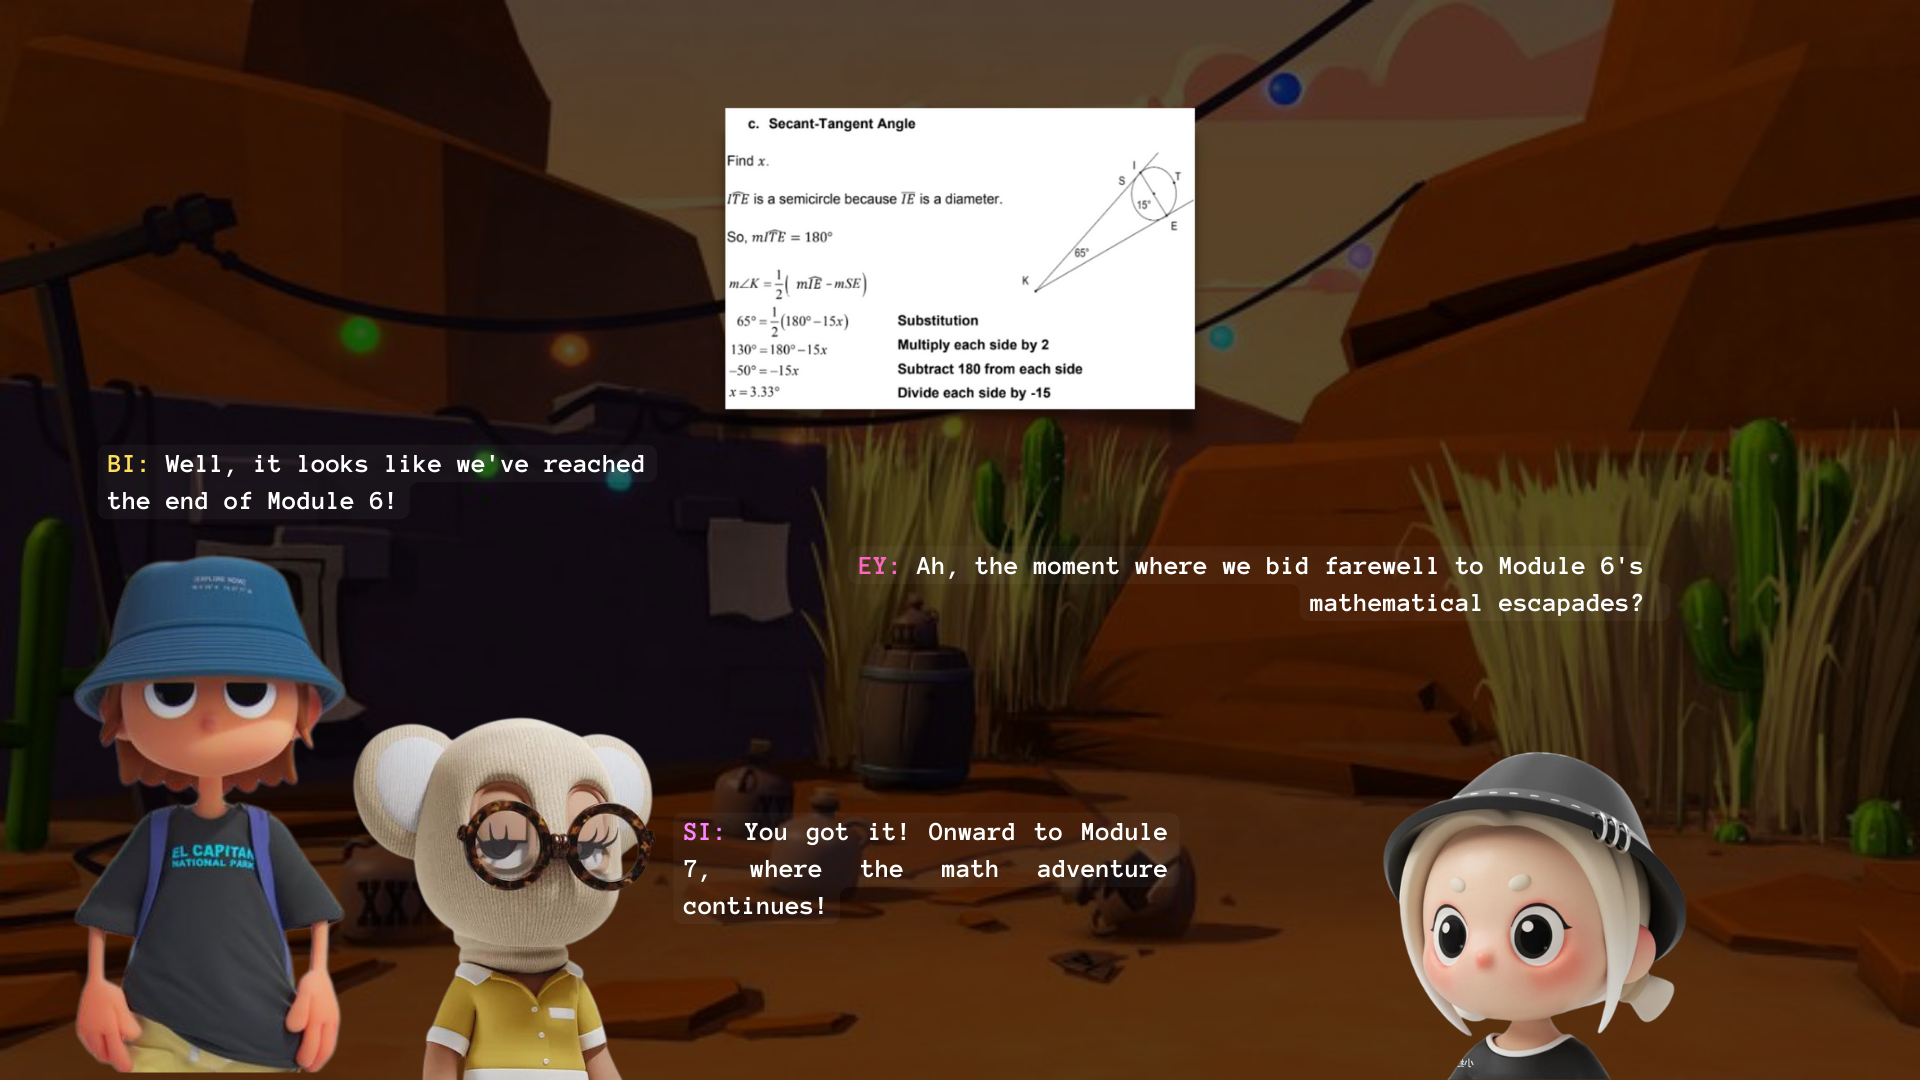 c. Secant-Tangent Angle
Find x.
ITE is a semicircle because IE is a diameter.
So, mITE = 180°
m∠K = 1/2 ( mIE - mSE )
65° = 1/2 (180° - 15x)
Substitution
130° = 180° - 15x
Multiply each side by 2
-50° = -15x
Subtract 180 from each side
x = 3.33°
Divide each side by -15
I
S
T
15°
E
65°
K
BI: Well, it looks like we've reached
the end of Module 6!
EY: Ah, the moment where we bid farewell to Module 6's
mathematical escapades?
SI: You got it! Onward to Module
7, where the math adventure
continues!
EXPLORE NOW!
EL CAPITAN
NATIONAL PARK
XXX